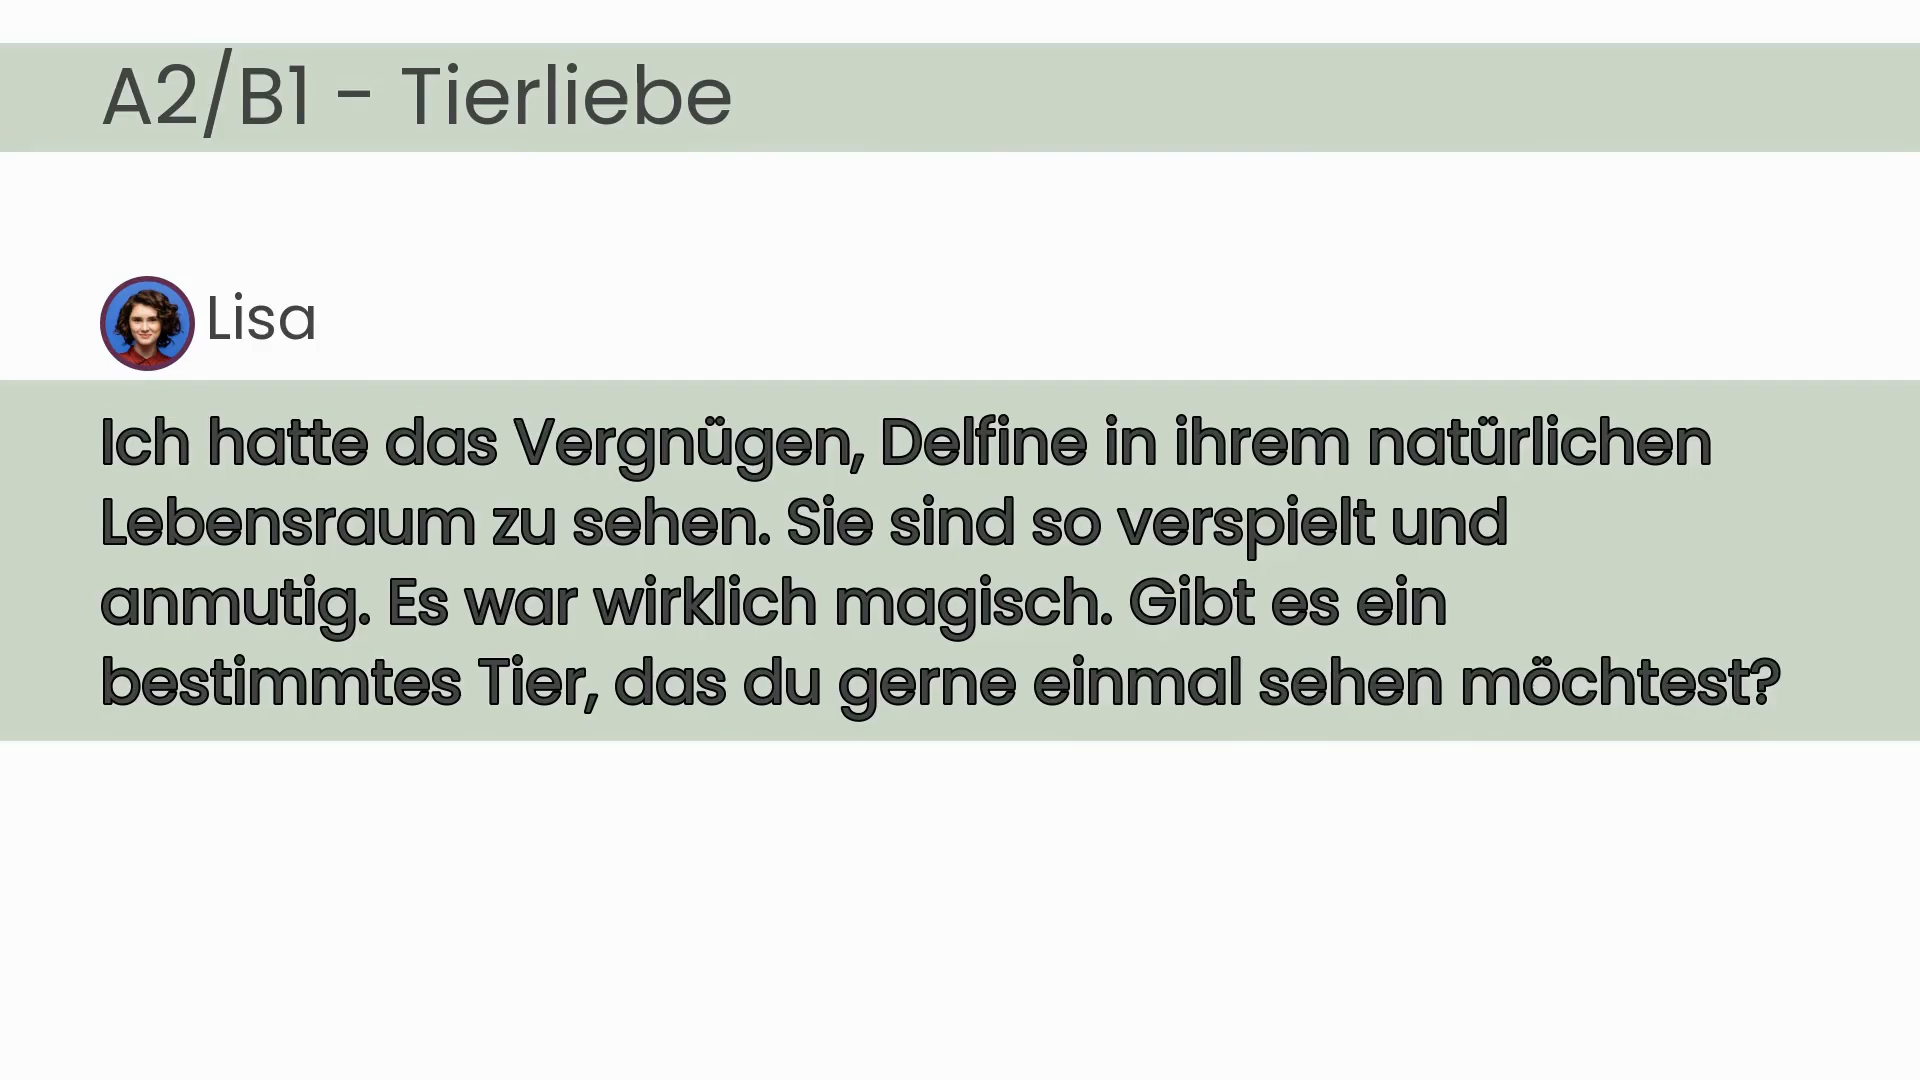 A2/B1 - Tierliebe
Lisa
Ich hatte das Vergnügen, Delfine in ihrem natürlichen
Lebensraum zu sehen. Sie sind so verspielt und
anmutig. Es war wirklich magisch. Gibt es ein
bestimmtes Tier, das du gerne einmal sehen möchtest?